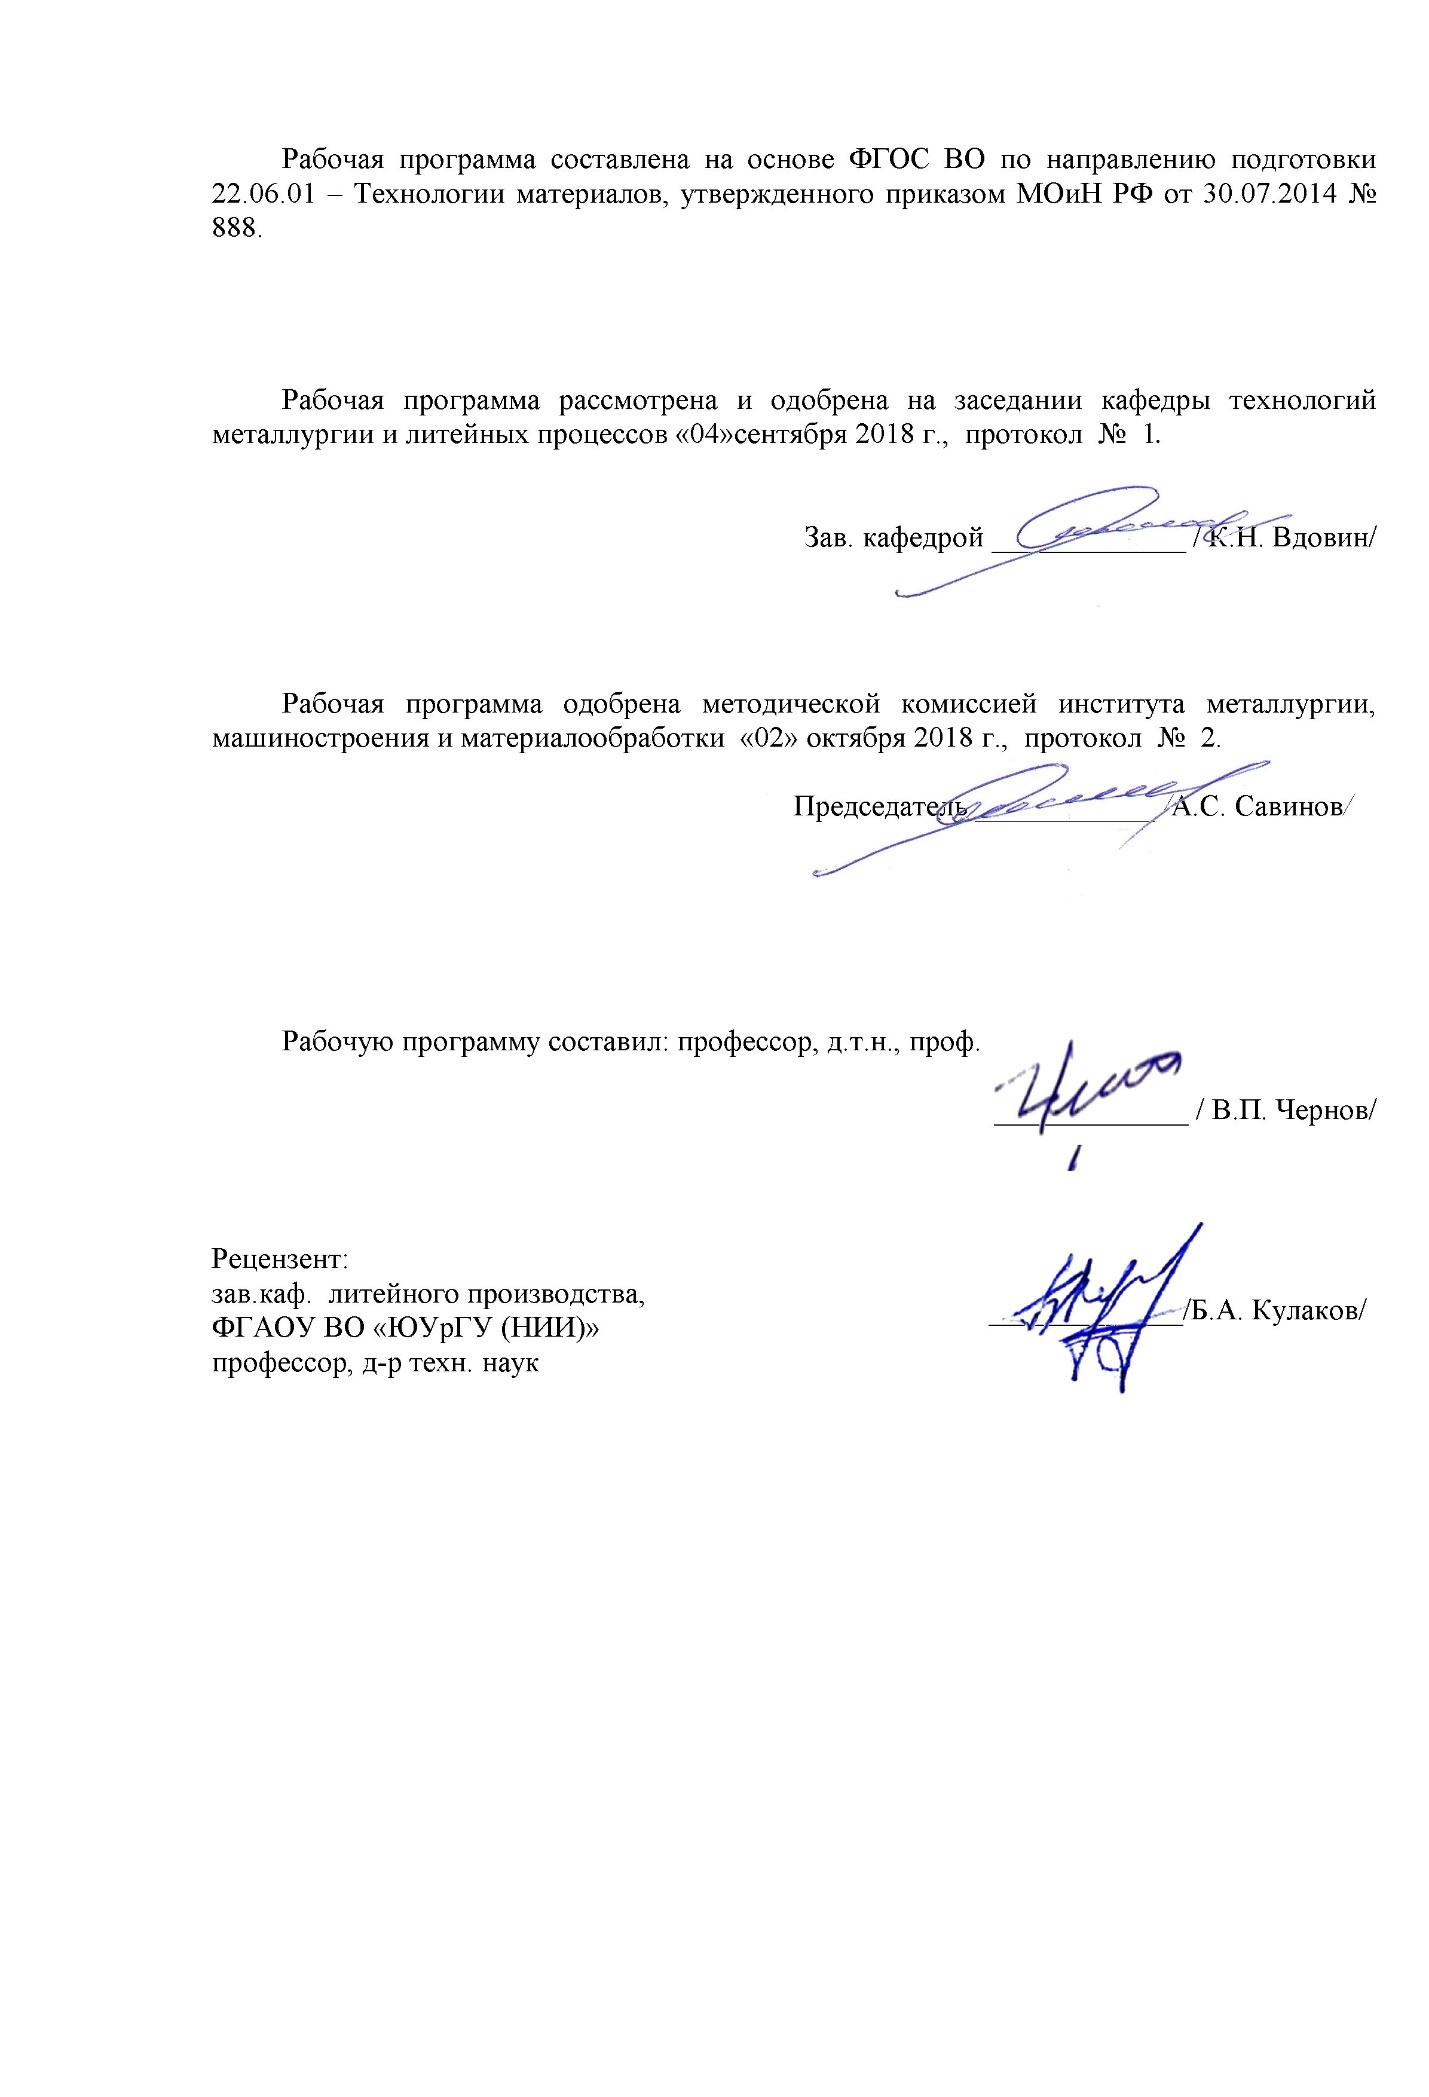 Рабочая программа составлена на основе ФГОС ВО по направлению подготовки
22.06.01 – Технологии материалов, утвержденного приказом МОиН РФ от 30.07.2014 №
888.
Рабочая программа рассмотрена и одобрена на заседании кафедры технологий
металлургии и литейных процессов «04»сентября 2018 г., протокол № 1.
Зав. кафедрой _____________ / К.Н. Вдовин/
Рабочая программа одобрена методической комиссией института металлургии,
машиностроения и материалообработки «02» октября 2018 г., протокол № 2.
Председатель ____________ /А.С. Савинов/
Рабочую программу составил: профессор, д.т.н., проф.
_____________ / В.П. Чернов/
Рецензент:
зав.каф. литейного производства,
ФГАОУ ВО «ЮУрГУ (НИИ)»
_____________/Б.А. Кулаков/
профессор, д-р техн. наук